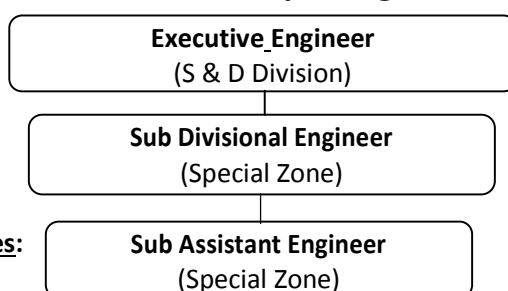 Executive Engineer
(S & D Division)
Sub Divisional Engineer
(Special Zone)
es:
Sub Assistant Engineer
(Special Zone)